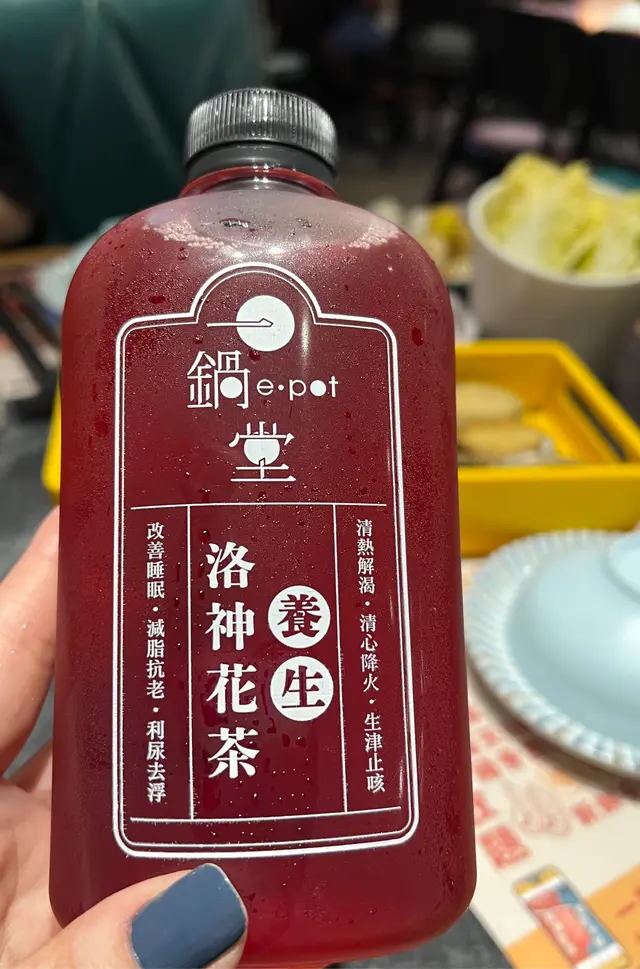 一鍋堂
e·pot
清熱解渴·清心降火·生津止咳
養生
洛神花茶
改善睡眠·減脂抗老·利尿去浮